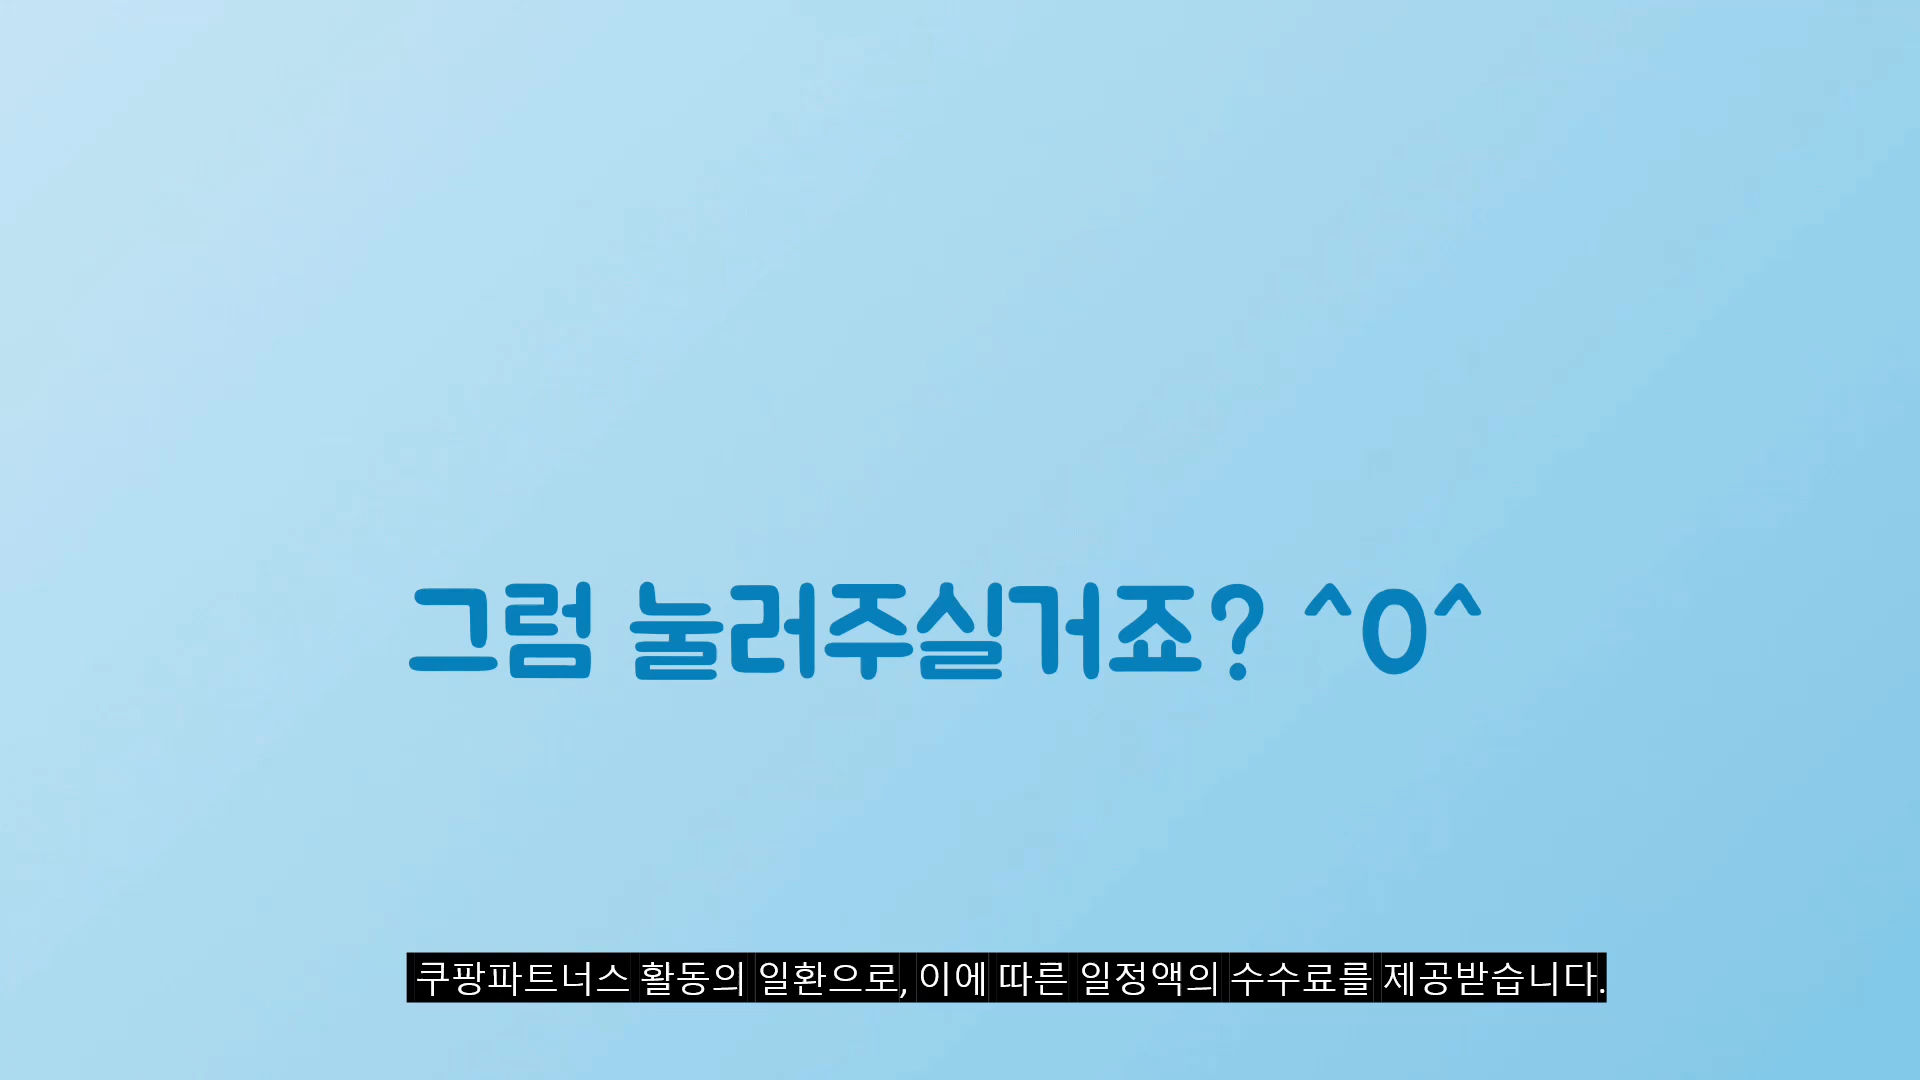 그럼 눌러주실거죠? ^0^
쿠팡파트너스 활동의 일환으로, 이에 따른 일정액의 수수료를 제공받습니다.